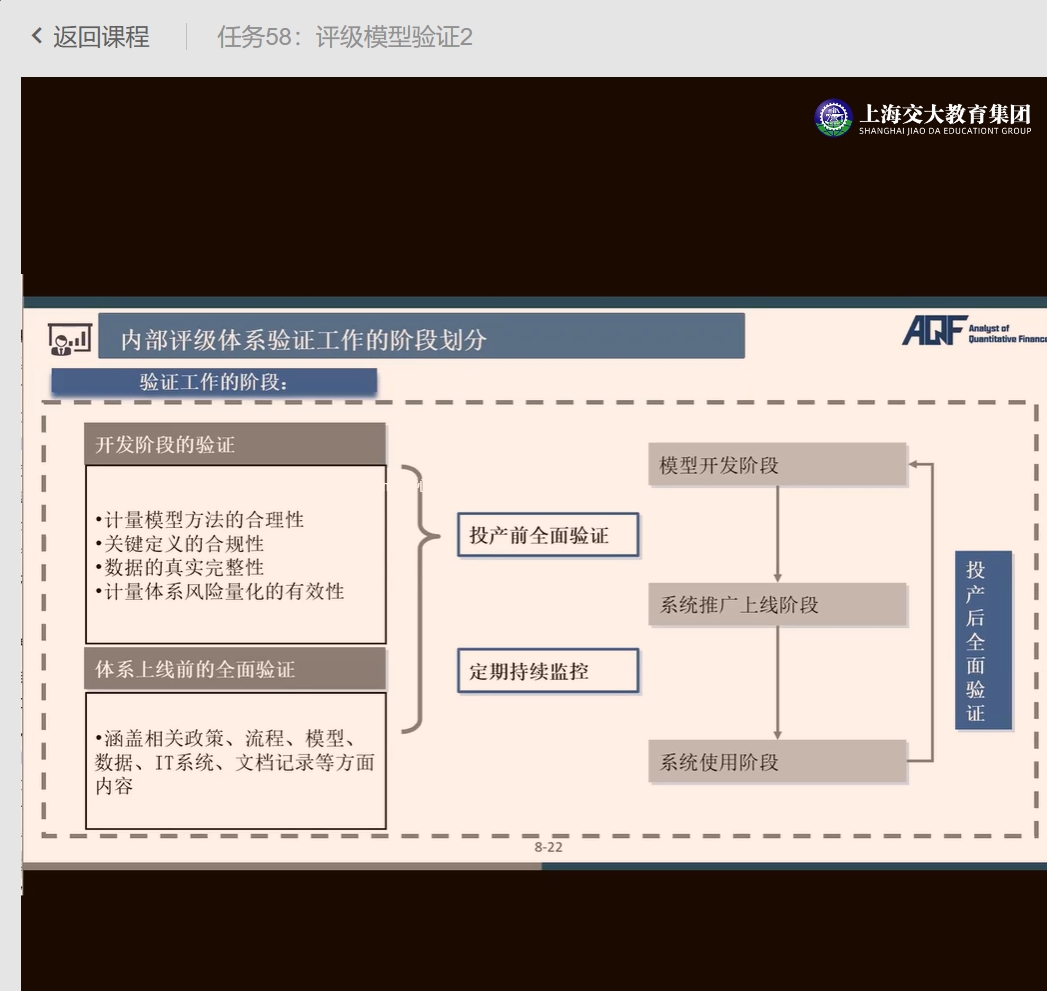 返回课程
任务58：评级模型验证2
上海交大教育集团
SHANGHAI JIAO DA EDUCATIONT GROUP
内部评级体系验证工作的阶段划分
AQF
Analyst of
Quantitative Finance
验证工作的阶段：
开发阶段的验证
•计量模型方法的合理性
•关键定义的合规性
•数据的真实完整性
•计量体系风险量化的有效性
体系上线前的全面验证
•涵盖相关政策、流程、模型、
数据、IT系统、文档记录等方面
内容
投产前全面验证
定期持续监控
模型开发阶段
系统推广上线阶段
系统使用阶段
投
产
后
全
面
验
证
8-22